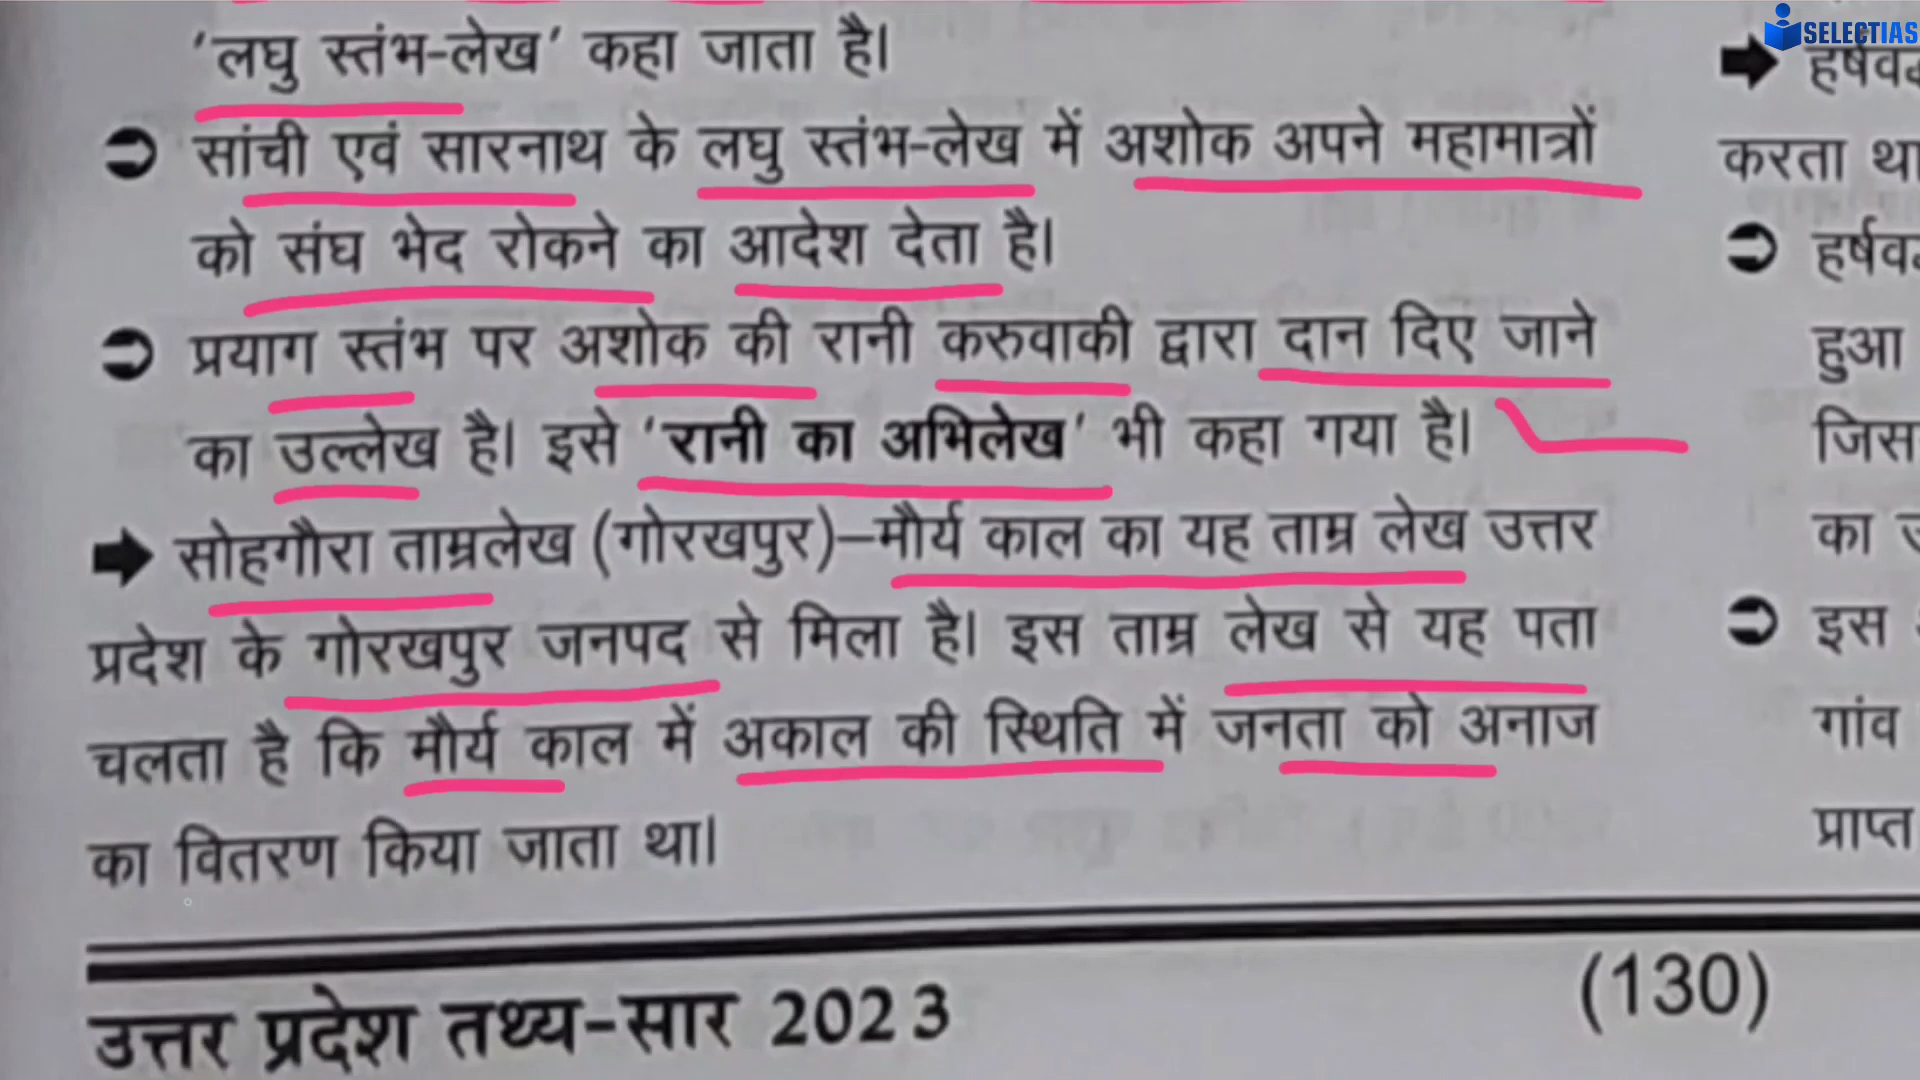 SELECTIAS
'लघु स्तंभ-लेख' कहा जाता है।
सांची एवं सारनाथ के लघु स्तंभ-लेख में अशोक अपने महामात्रों
को संघ भेद रोकने का आदेश देता है।
प्रयाग स्तंभ पर अशोक की रानी करुवाकी द्वारा दान दिए जाने
का उल्लेख है। इसे 'रानी का अभिलेख' भी कहा गया है।
सोहगौरा ताम्रलेख (गोरखपुर)–मौर्य काल का यह ताम्र लेख उत्तर
प्रदेश के गोरखपुर जनपद से मिला है। इस ताम्र लेख से यह पता
चलता है कि मौर्य काल में अकाल की स्थिति में जनता को अनाज
का वितरण किया जाता था।
करता था
हुआ
का
इस
गांव
प्राप्त
उत्तर प्रदेश तथ्य-सार 2023
(130)